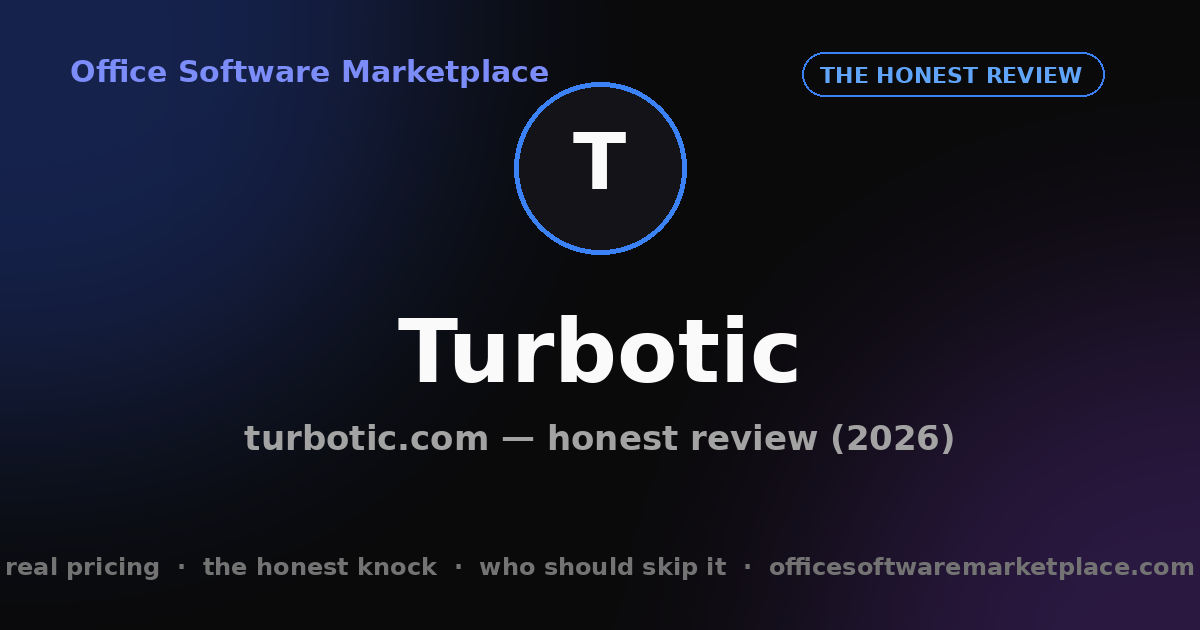 Office Software Marketplace
THE HONEST REVIEW
T
Turbotic
turbotic.com — honest review (2026)
real pricing · the honest knock · who should skip it · officesoftwaremarketplace.com